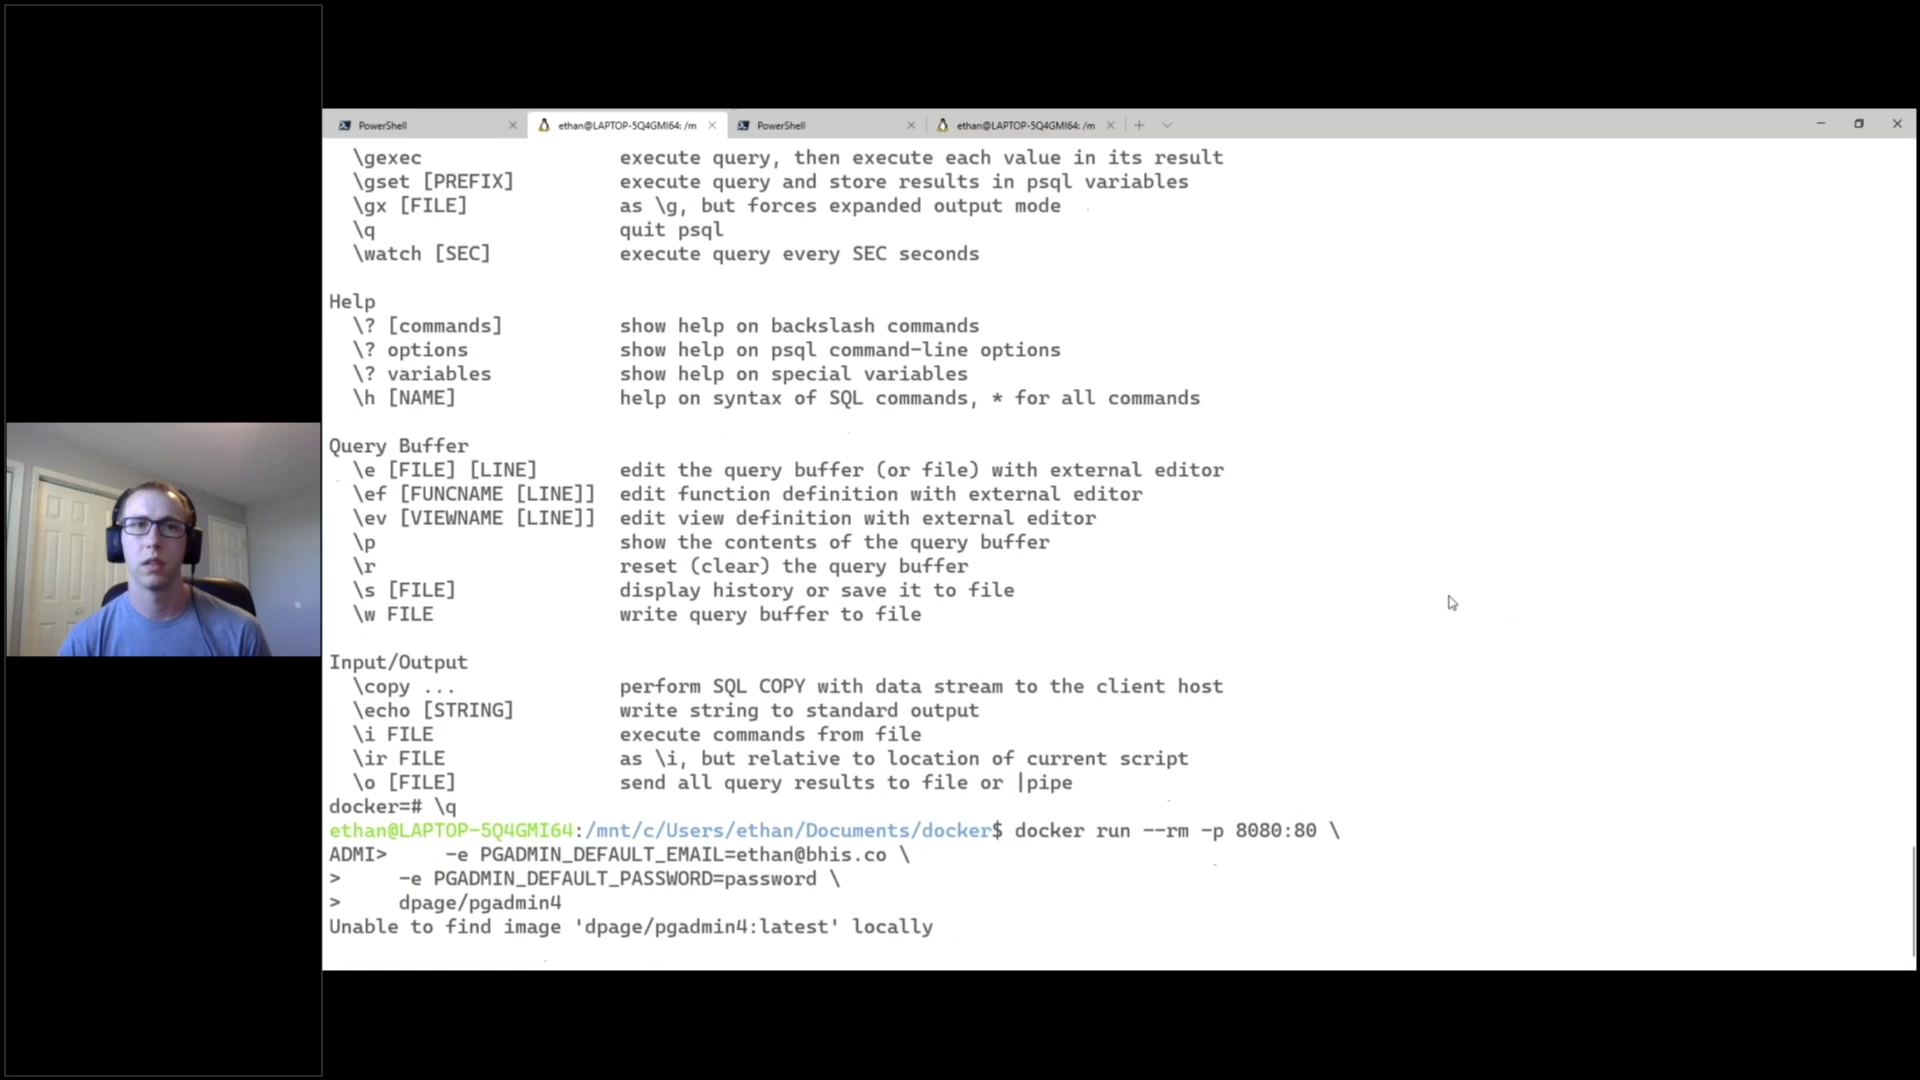 PowerShell
ethan@LAPTOP-5Q4GMI64: /m
PowerShell
ethan@LAPTOP-5Q4GMI64: /m
\gexec execute query, then execute each value in its result
\gset [PREFIX] execute query and store results in psql variables
\gx [FILE] as \g, but forces expanded output mode
\q quit psql
\watch [SEC] execute query every SEC seconds
Help
\? [commands] show help on backslash commands
\? options show help on psql command-line options
\? variables show help on special variables
\h [NAME] help on syntax of SQL commands, * for all commands
Query Buffer
\e [FILE] [LINE] edit the query buffer (or file) with external editor
\ef [FUNCNAME [LINE]] edit function definition with external editor
\ev [VIEWNAME [LINE]] edit view definition with external editor
\p show the contents of the query buffer
\r reset (clear) the query buffer
\s [FILE] display history or save it to file
\w FILE write query buffer to file
Input/Output
\copy ... perform SQL COPY with data stream to the client host
\echo [STRING] write string to standard output
\i FILE execute commands from file
\ir FILE as \i, but relative to location of current script
\o [FILE] send all query results to file or |pipe
docker=# \q
ethan@LAPTOP-5Q4GMI64:/mnt/c/Users/ethan/Documents/docker$ docker run --rm -p 8080:80 \
ADMI> -e PGADMIN_DEFAULT_EMAIL=ethan@bhis.co \
> -e PGADMIN_DEFAULT_PASSWORD=password \
> dpage/pgadmin4
Unable to find image 'dpage/pgadmin4:latest' locally